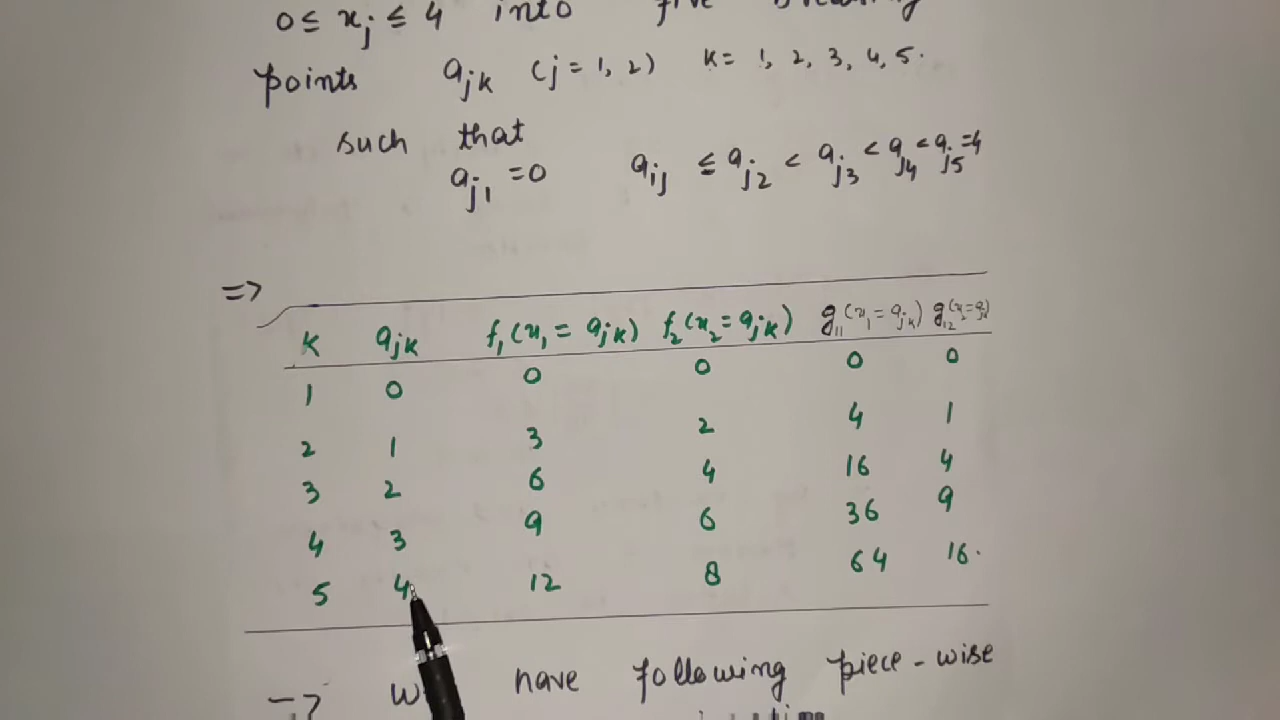 0 ≤ xj ≤ 4 into five
points ajk (j = 1, 2) K = 1, 2, 3, 4, 5.
such that
aj1 = 0 aij ≤ aj2 < aj3 < aj4 < aj5 = 4
=>
K ajk f1(x1 = ajk) f2(x2 = ajk) g11(x1 = ajk) g12(x2 = aj)
1 0 0 0 0 0
2 1 3 2 4 1
3 2 6 4 16 4
4 3 9 6 36 9
5 4 12 8 64 16.
=> have following piece-wise